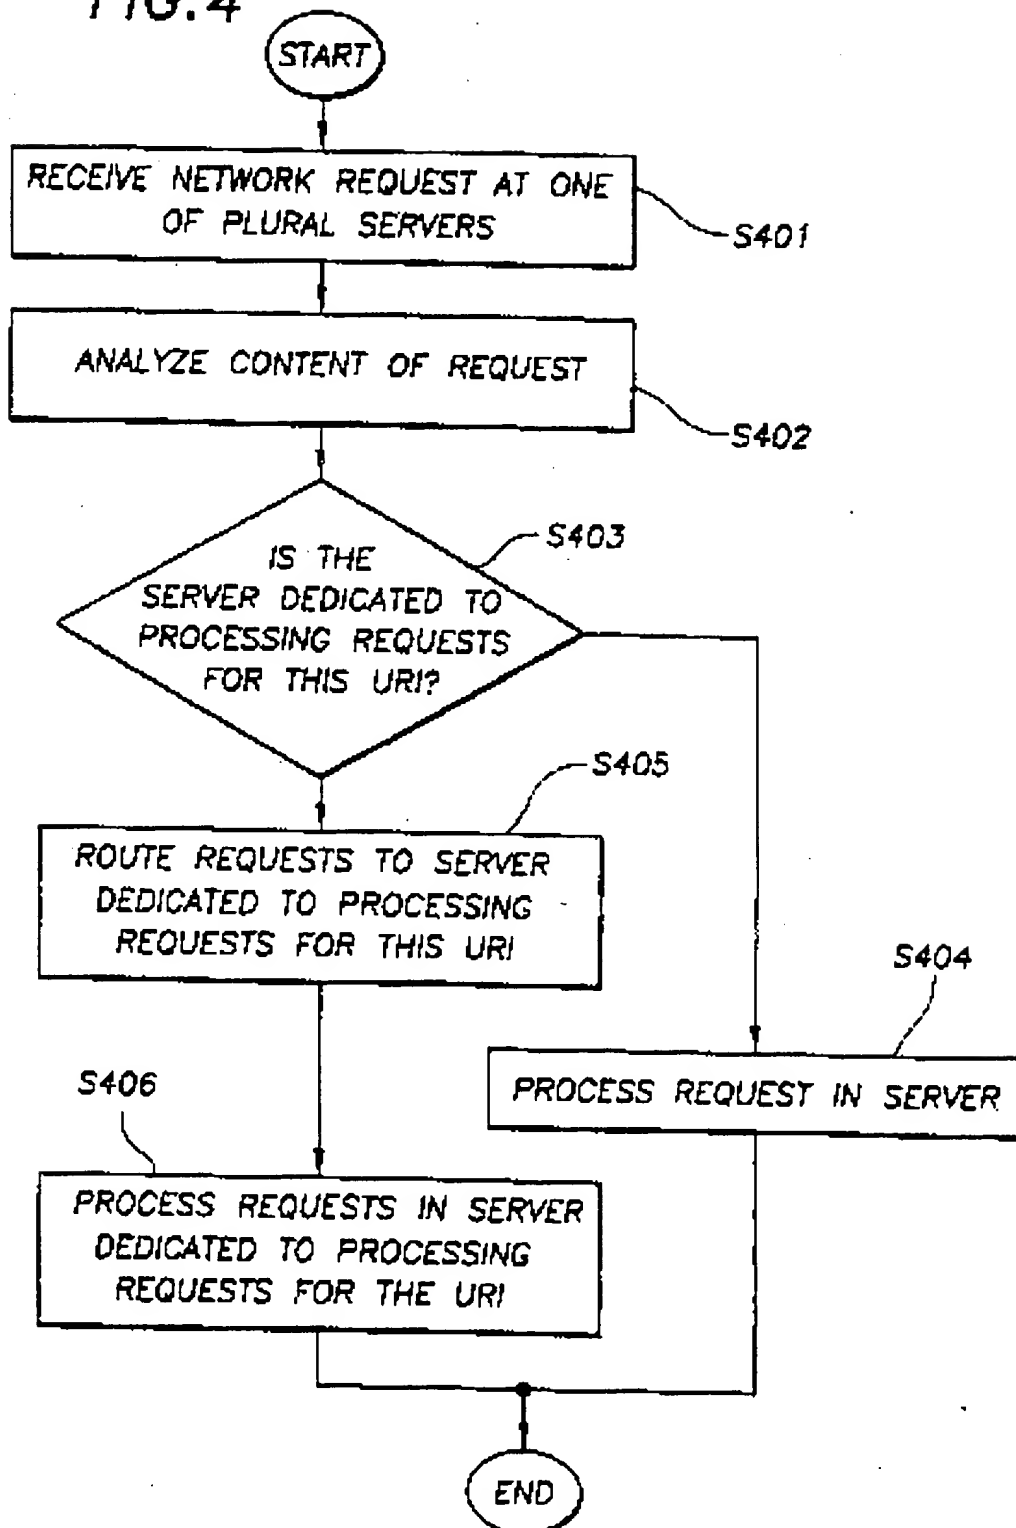 FIG.4
START
RECEIVE NETWORK REQUEST AT ONE
OF PLURAL SERVERS
S401
ANALYZE CONTENT OF REQUEST
S402
S403
IS THE
SERVER DEDICATED TO
PROCESSING REQUESTS
FOR THIS URI?
S405
ROUTE REQUESTS TO SERVER
DEDICATED TO PROCESSING
REQUESTS FOR THIS URI
S404
PROCESS REQUEST IN SERVER
S406
PROCESS REQUESTS IN SERVER
DEDICATED TO PROCESSING
REQUESTS FOR THE URI
END